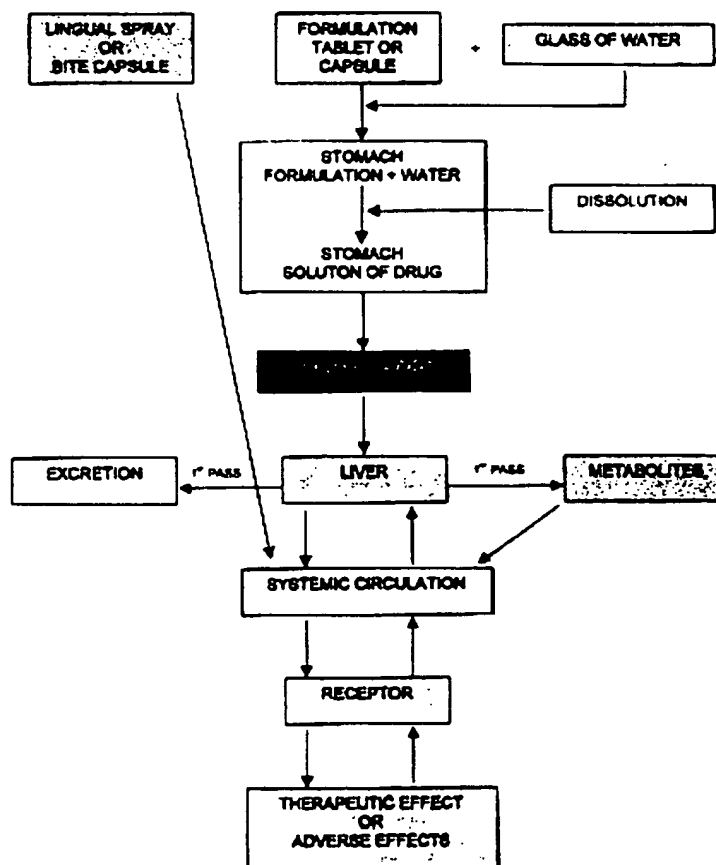 LINGUAL SPRAY
OR
BITE CAPSULE
FORMULATION
TABLET OR
CAPSULE
+
GLASS OF WATER
STOMACH
FORMULATION + WATER
DISSOLUTION
STOMACH
SOLUTON OF DRUG
EXCRETION
1st PASS
LIVER
1st PASS
METABOLITES
SYSTEMIC CIRCULATION
RECEPTOR
THERAPEUTIC EFFECT
OR
ADVERSE EFFECTS